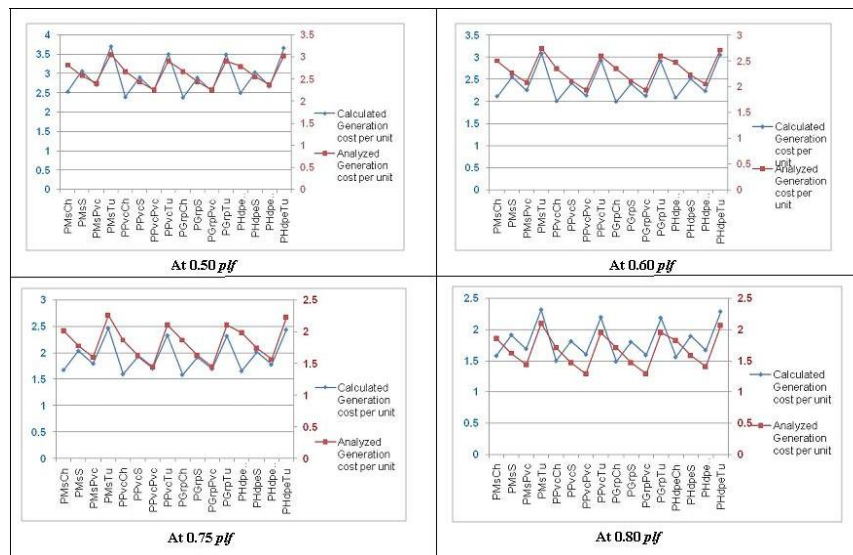 4
3.5
3
2.5
2
1.5
1
0.5
0
3.5
3
2.5
2
1.5
1
0.5
0
Calculated
Generation
cost per unit
Analyzed
Generation
cost per unit
PMsCh
PMsS
PMsPvc
PMsTu
PPvcCh
PPvcS
PPvcPvc
PPvcTu
PGrpCh
PGrpS
PGrpPvc
PGrpTu
PHdpe...
PHdpeS
PHdpe...
PHdpeTu
At 0.50 plf
3.5
3
2.5
2
1.5
1
0.5
0
3
2.5
2
1.5
1
0.5
0
Calculated
Generation
cost per
unit
Analyzed
Generation
cost per
unit
PMsCh
PMsS
PMsPvc
PMsTu
PPvcCh
PPvcS
PPvcPvc
PPvcTu
PGrpCh
PGrpS
PGrpPvc
PGrpTu
PHdpe...
PHdpeS
PHdpe...
PHdpeTu
At 0.60 plf
3
2.5
2
1.5
1
0.5
0
2.5
2
1.5
1
0.5
0
Calculated Generation
cost per unit
Analyzed Generation
cost per unit
PMsCh
PMsS
PMsPvc
PMsTu
PPvcCh
PPvcS
PPvcPvc
PPvcTu
PGrpCh
PGrpS
PGrpPvc
PGrpTu
PHdpe...
PHdpeS
PHdpe...
PHdpeTu
At 0.75 plf
2.5
2
1.5
1
0.5
0
2.5
2
1.5
1
0.5
0
Calculated Generation
cost per unit
Analyzed Generation
cost per unit
PMsCh
PMsS
PMsPvc
PMsTu
PPvcCh
PPvcS
PPvcPvc
PPvcTu
PGrpCh
PGrpS
PGrpPvc
PGrpTu
PHdpeCh
PHdpeS
PHdpe...
PHdpeTu
At 0.80 plf